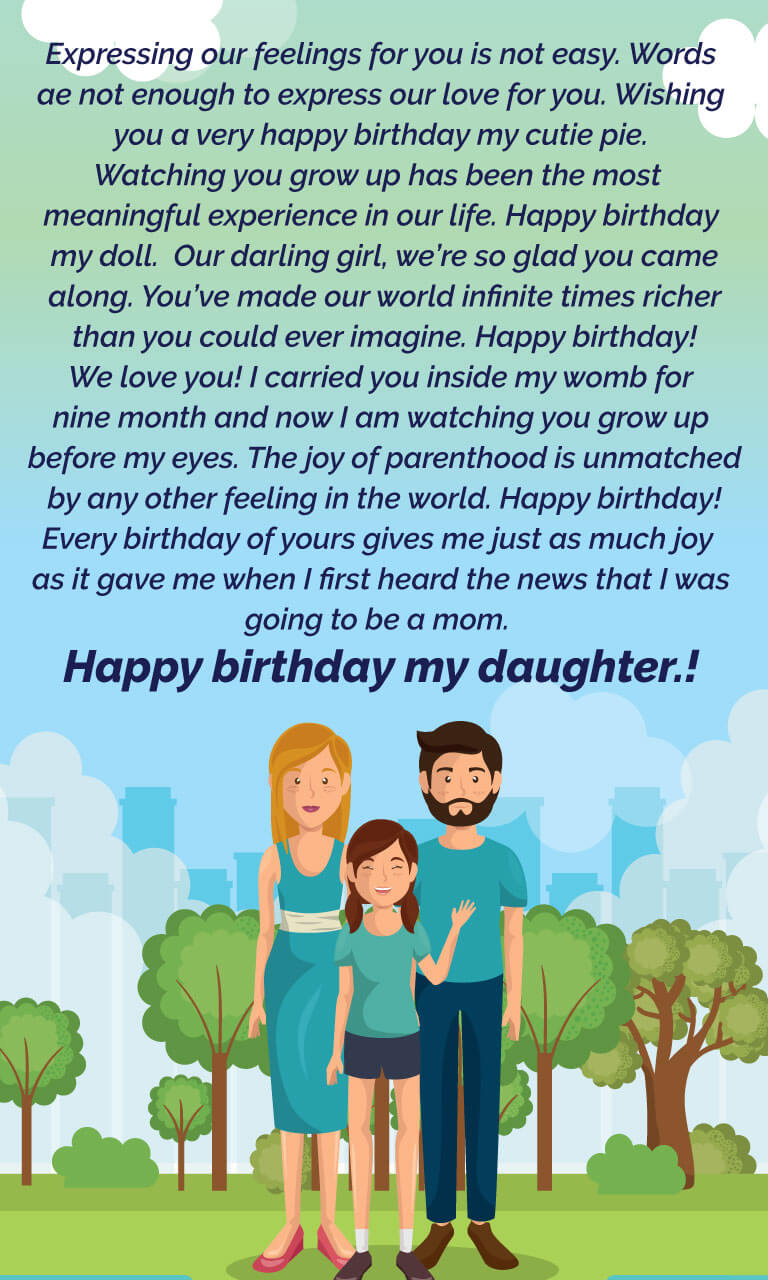 Expressing our feelings for you is not easy. Words
ae not enough to express our love for you. Wishing
you a very happy birthday my cutie pie.
Watching you grow up has been the most
meaningful experience in our life. Happy birthday
my doll.  Our darling girl, we’re so glad you came
along. You’ve made our world infinite times richer
than you could ever imagine. Happy birthday!
We love you! I carried you inside my womb for
nine month and now I am watching you grow up
before my eyes. The joy of parenthood is unmatched
by any other feeling in the world. Happy birthday!
Every birthday of yours gives me just as much joy
as it gave me when I first heard the news that I was
going to be a mom.
Happy birthday my daughter.!